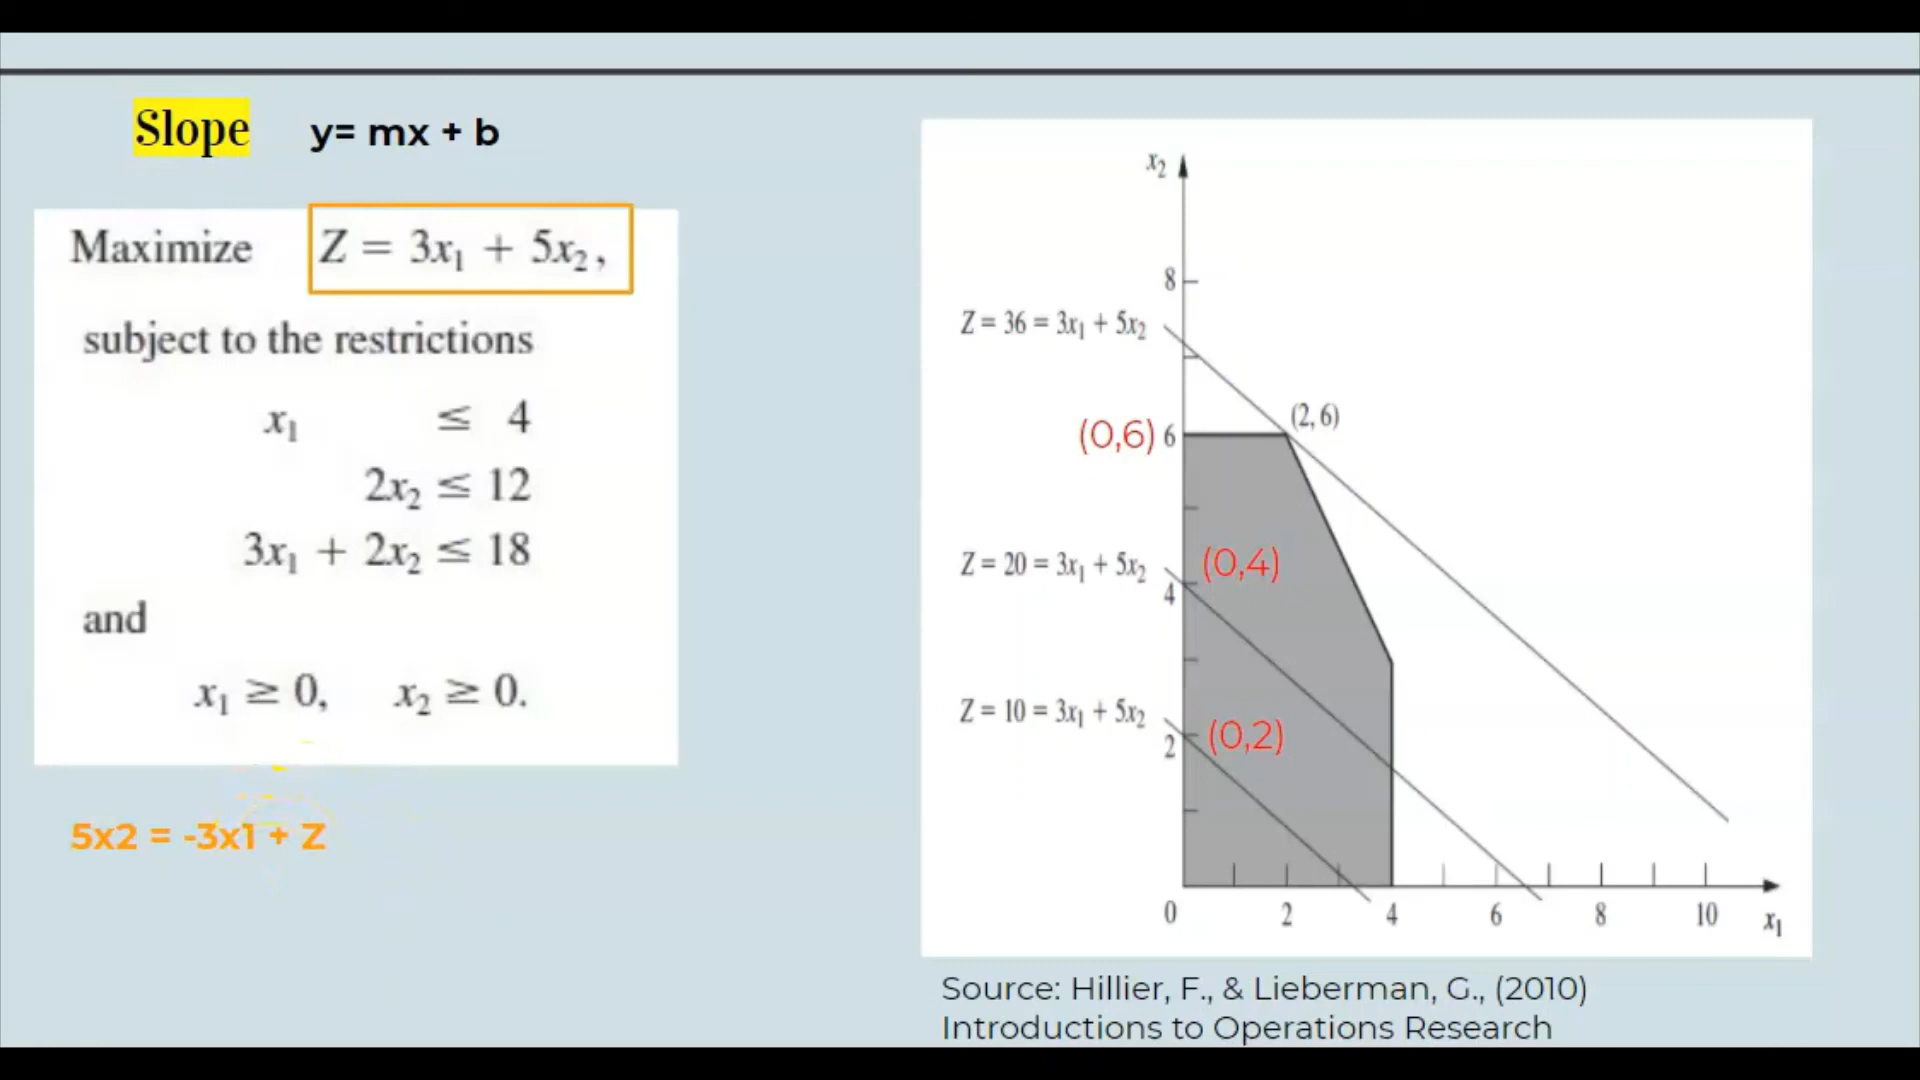 Slope y= mx + b
Maximize Z = 3x₁ + 5x₂,
subject to the restrictions
x₁ ≤ 4
2x₂ ≤ 12
3x₁ + 2x₂ ≤ 18
and
x₁ ≥ 0, x₂ ≥ 0.
5x2 = -3x1 + Z
x₂
8
Z = 36 = 3x₁ + 5x₂
(2, 6)
(0,6) 6
Z = 20 = 3x₁ + 5x₂ (0,4)
4
Z = 10 = 3x₁ + 5x₂ (0,2)
2
0 2 4 6 8 10 x₁
Source: Hillier, F., & Lieberman, G., (2010)
Introductions to Operations Research